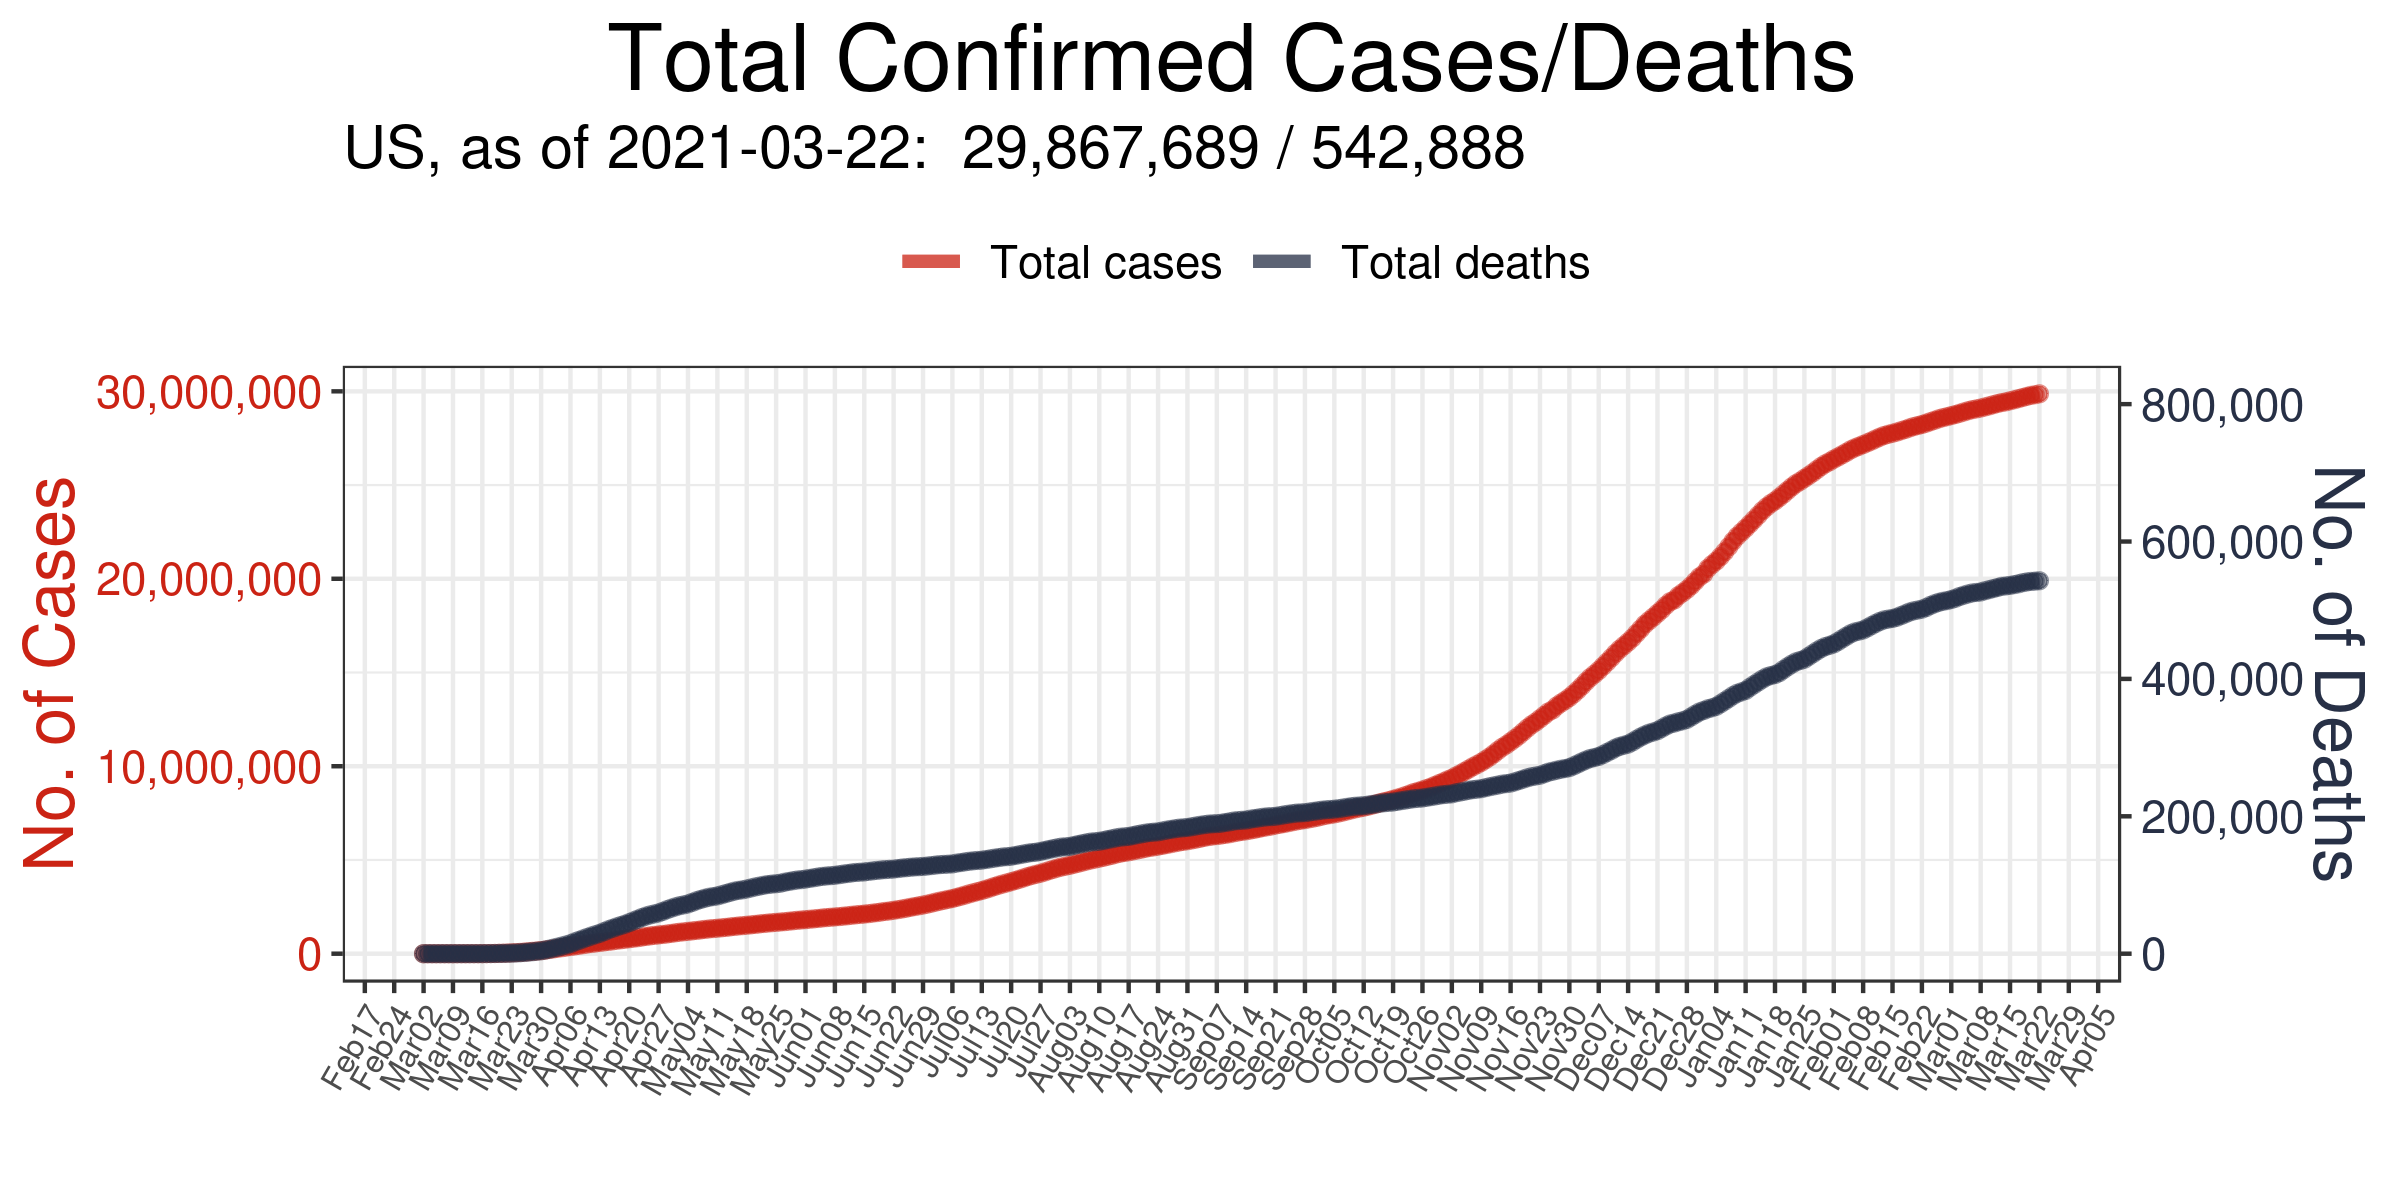 Total Confirmed Cases/Deaths
US, as of 2021-03-22:  29,867,689 / 542,888
Total cases
Total deaths
No. of Cases
30,000,000
20,000,000
10,000,000
0
800,000
600,000
400,000
200,000
0
No. of Deaths
Feb17
Feb24
Mar02
Mar09
Mar16
Mar23
Mar30
Apr06
Apr13
Apr20
Apr27
May04
May11
May18
May25
Jun01
Jun08
Jun15
Jun22
Jun29
Jul06
Jul13
Jul20
Jul27
Aug03
Aug10
Aug17
Aug24
Aug31
Sep07
Sep14
Sep21
Sep28
Oct05
Oct12
Oct19
Oct26
Nov02
Nov09
Nov16
Nov23
Nov30
Dec07
Dec14
Dec21
Dec28
Jan04
Jan11
Jan18
Jan25
Feb01
Feb08
Feb15
Feb22
Mar01
Mar08
Mar15
Mar22
Mar29
Apr05